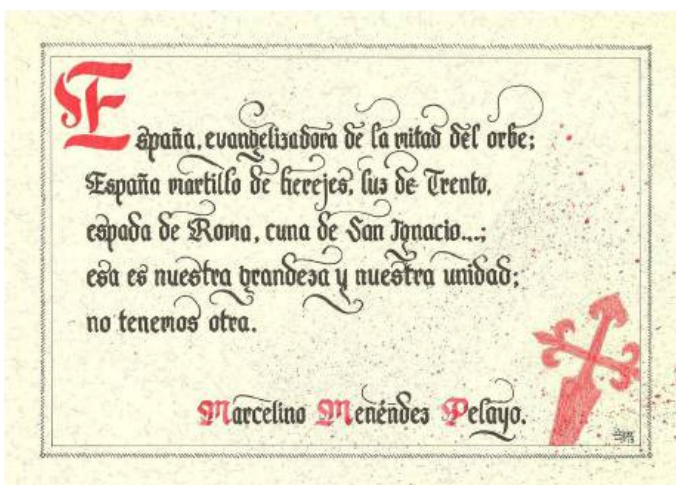 España, evangelizadora de la mitad del orbe;
España martillo de herejes, luz de Trento,
espada de Roma, cuna de San Ignacio...;
esa es nuestra grandeza y nuestra unidad;
no tenemos otra.
Marcelino Menéndez Pelayo.